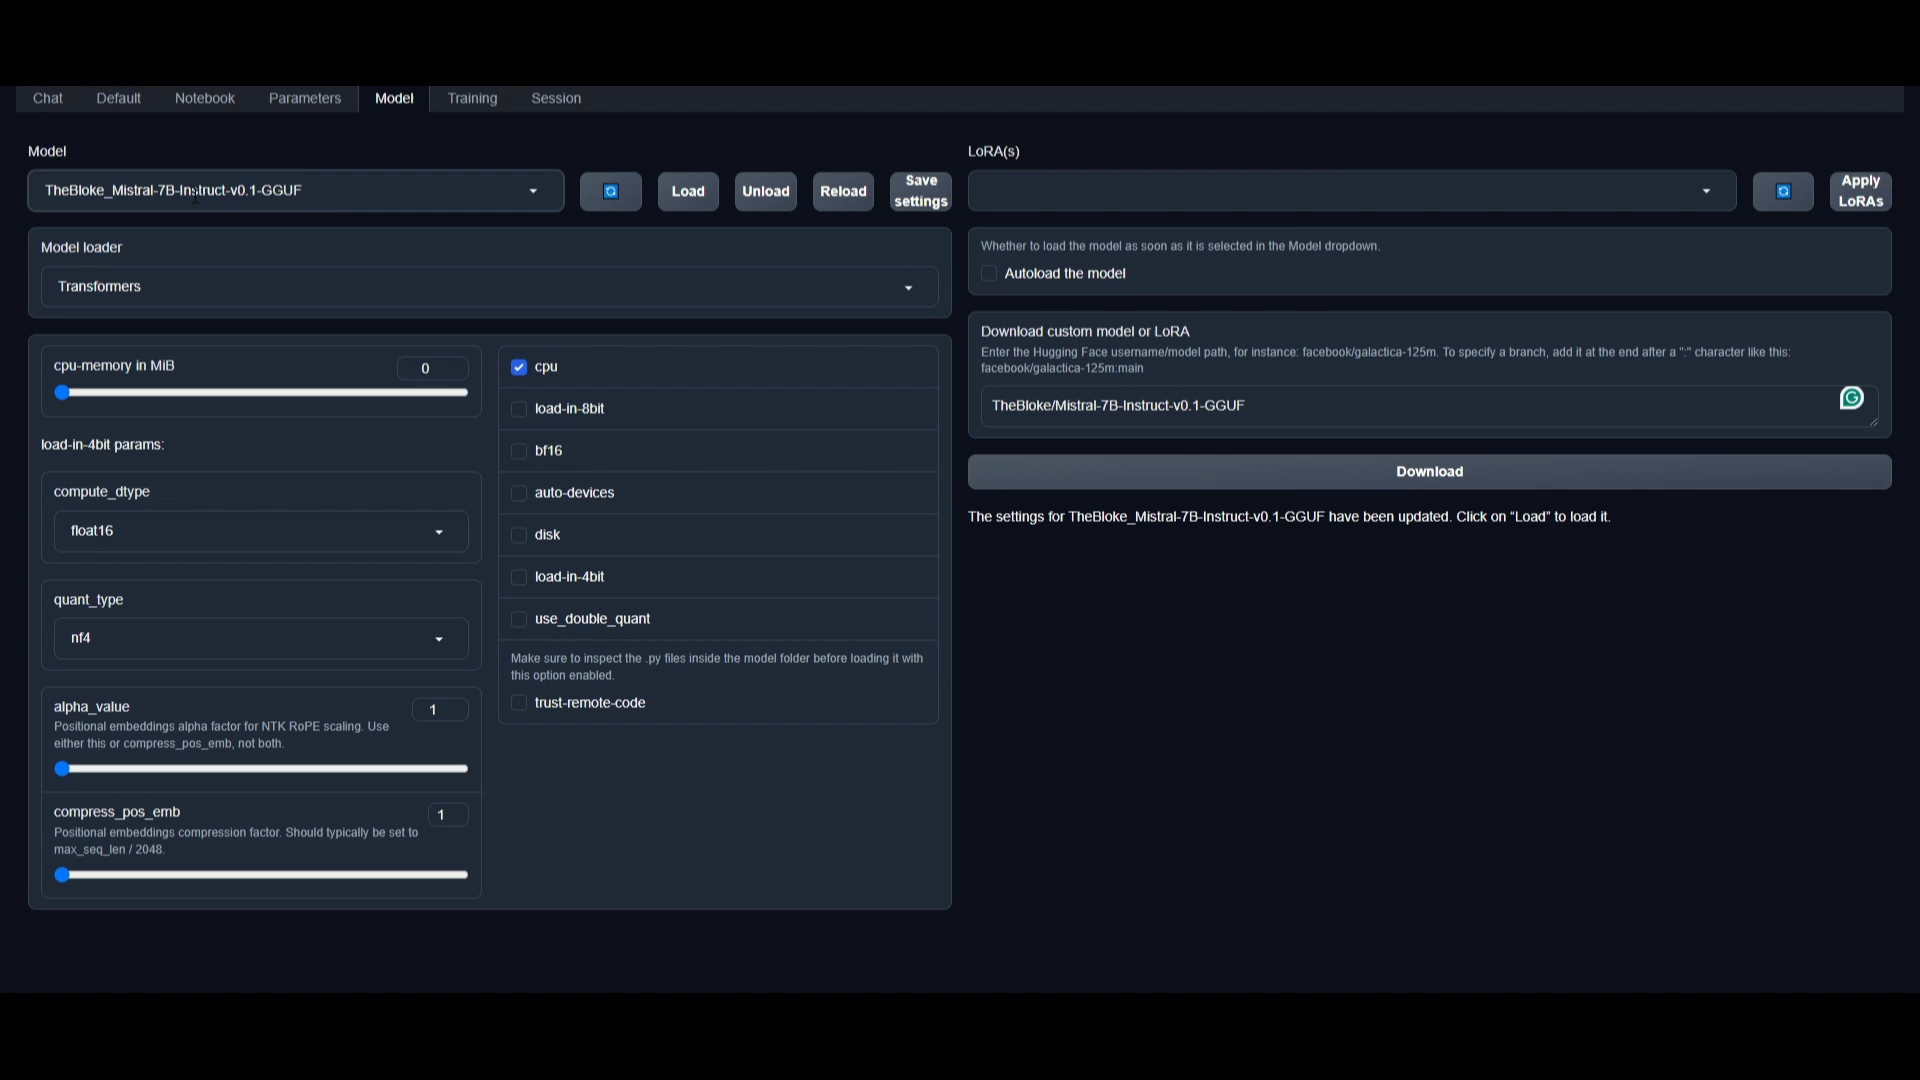 Chat Default Notebook Parameters Model Training Session
Model
TheBloke_Mistral-7B-Instruct-v0.1-GGUF
Load
Unload
Reload
Save
settings
Model loader
Transformers
cpu-memory in MiB
0
load-in-4bit params:
compute_dtype
float16
quant_type
nf4
alpha_value
1
Positional embeddings alpha factor for NTK RoPE scaling. Use
either this or compress_pos_emb, not both.
compress_pos_emb
1
Positional embeddings compression factor. Should typically be set to
max_seq_len / 2048.
cpu
load-in-8bit
bf16
auto-devices
disk
load-in-4bit
use_double_quant
Make sure to inspect the .py files inside the model folder before loading it with
this option enabled.
trust-remote-code
LoRA(s)
Apply
LoRAs
Whether to load the model as soon as it is selected in the Model dropdown.
Autoload the model
Download custom model or LoRA
Enter the Hugging Face username/model path, for instance: facebook/galactica-125m. To specify a branch, add it at the end after a ":" character like this:
facebook/galactica-125m:main
TheBloke/Mistral-7B-Instruct-v0.1-GGUF
Download
The settings for TheBloke_Mistral-7B-Instruct-v0.1-GGUF have been updated. Click on "Load" to load it.